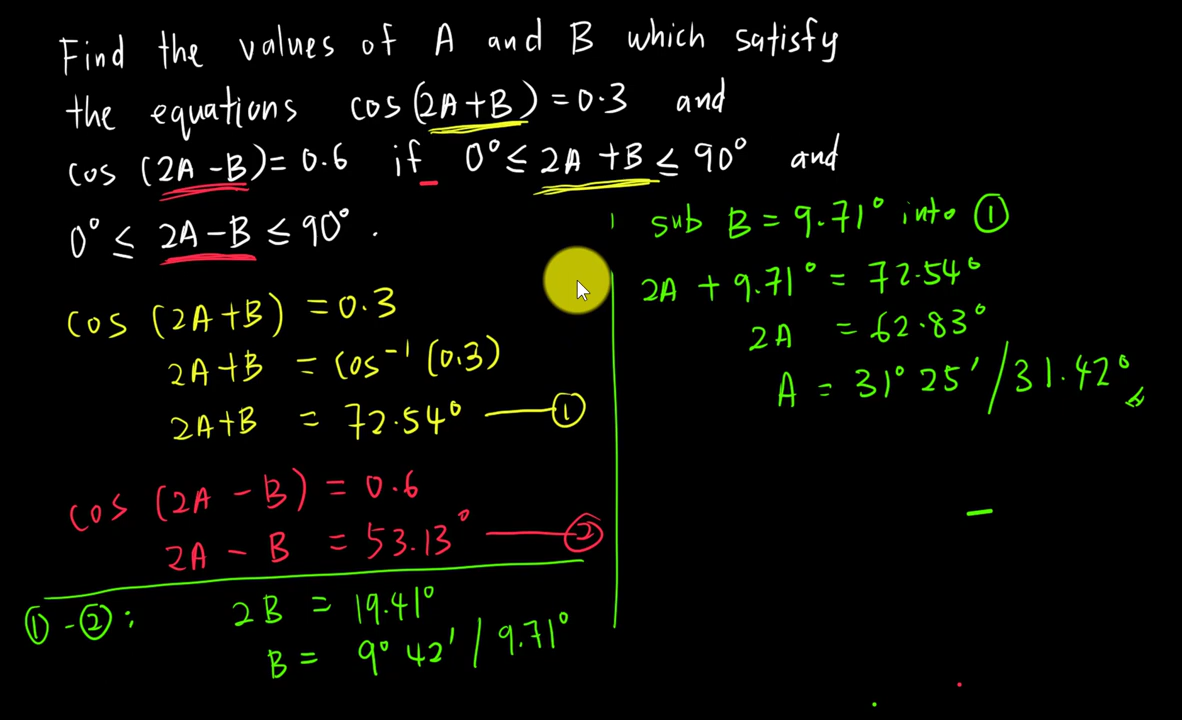 Find the values of A and B which satisfy
the equations cos (2A+B) = 0.3 and
cos (2A - B) = 0.6 if 0° ≤ 2A + B ≤ 90° and
0° ≤ 2A - B ≤ 90° .
cos (2A+B) = 0.3
2A+B = cos⁻¹ (0.3)
2A+B = 72.54° —— ①
cos (2A - B) = 0.6
2A - B = 53.13° —— ②
① - ② : 2B = 19.41°
B = 9° 42' / 9.71°
sub B = 9.71° into ①
2A + 9.71° = 72.54°
2A = 62.83°
A = 31° 25' / 31.42°